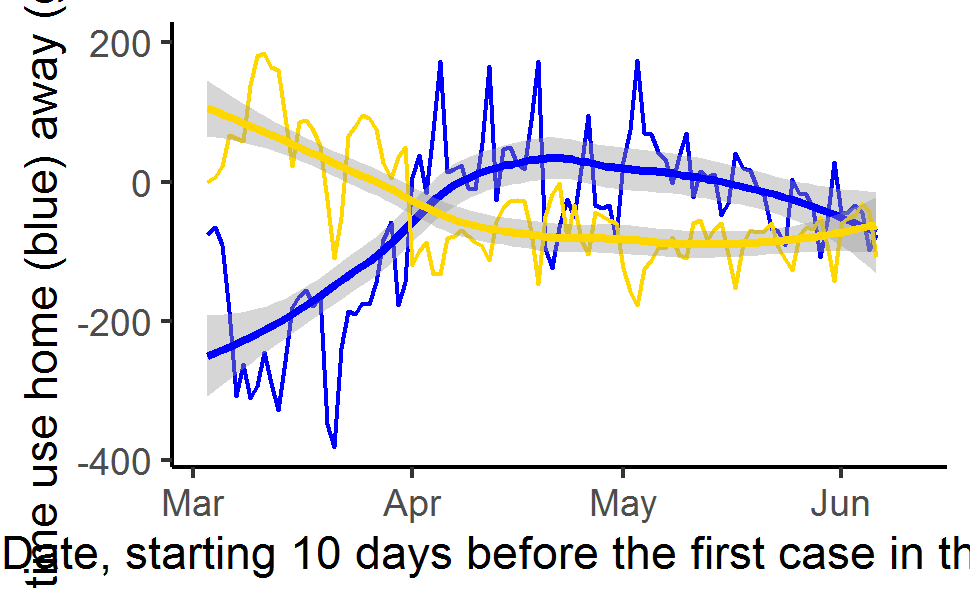 time use home (blue) away (
200
0
-200
-400
Mar Apr May Jun
Date, starting 10 days before the first case in th